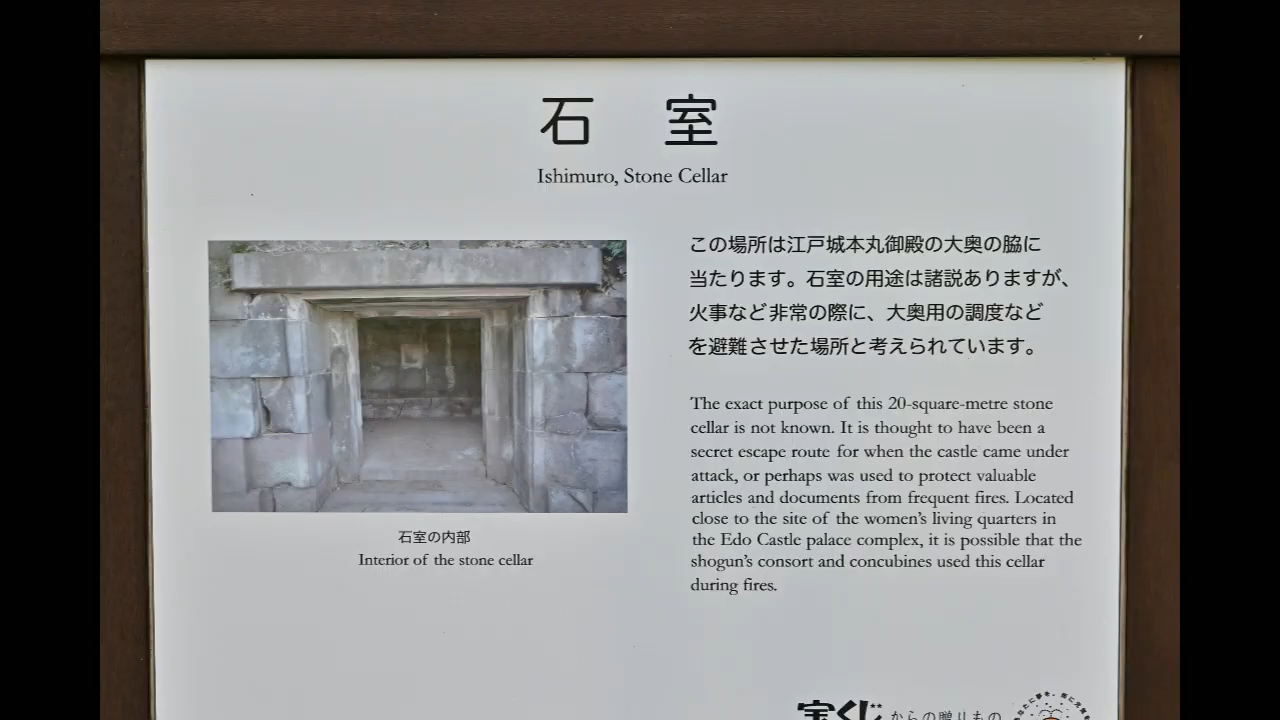 石 室
Ishimuro, Stone Cellar
この場所は江戸城本丸御殿の大奥の脇に
当たります。石室の用途は諸説ありますが、
火事など非常の際に、大奥用の調度など
を避難させた場所と考えられています。
The exact purpose of this 20-square-metre stone
cellar is not known. It is thought to have been a
secret escape route for when the castle came under
attack, or perhaps was used to protect valuable
articles and documents from frequent fires. Located
close to the site of the women's living quarters in
the Edo Castle palace complex, it is possible that the
shogun's consort and concubines used this cellar
during fires.
石室の内部
Interior of the stone cellar
宝くじ からの贈りもの